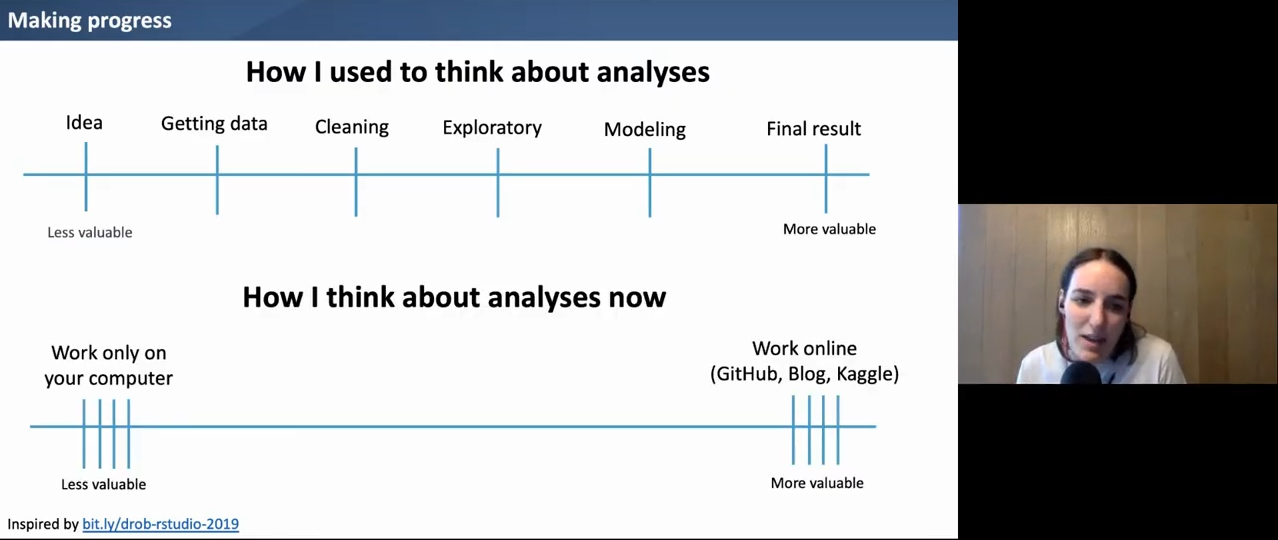 Making progress
How I used to think about analyses
Idea
Getting data
Cleaning
Exploratory
Modeling
Final result
Less valuable
More valuable
How I think about analyses now
Work only on
your computer
Work online
(GitHub, Blog, Kaggle)
Less valuable
More valuable
Inspired by bit.ly/drob-rstudio-2019